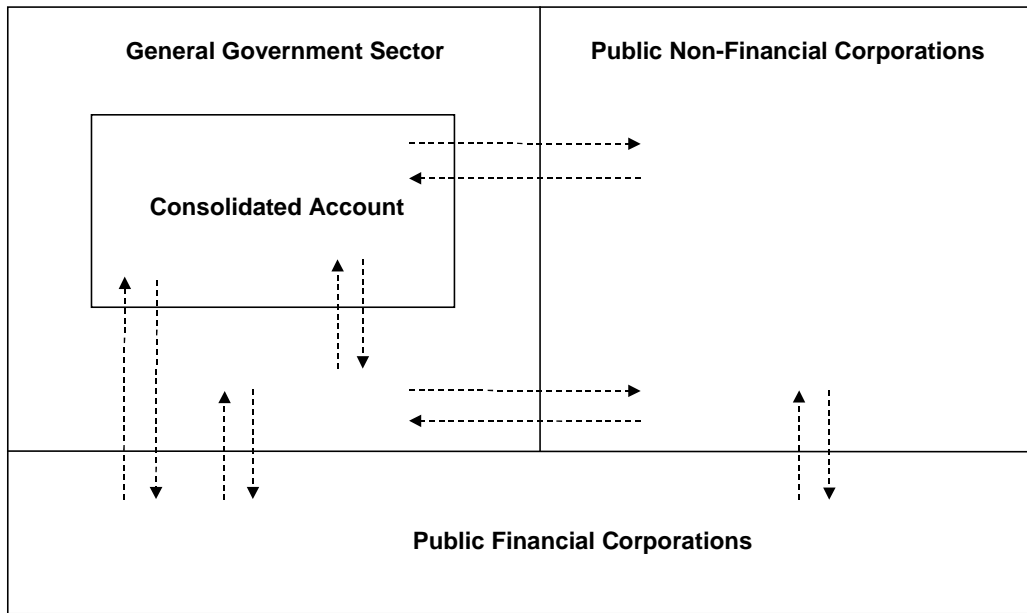 General Government Sector
Public Non-Financial Corporations
Consolidated Account
Public Financial Corporations